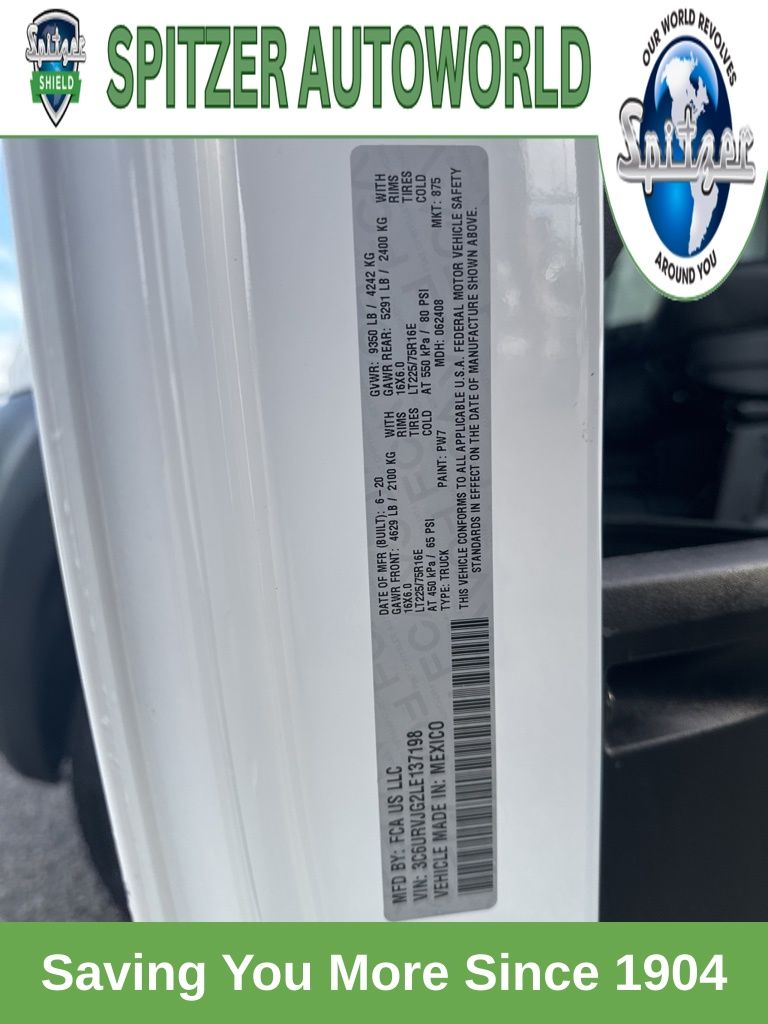 Spitzer
SHIELD
SPITZER AUTOWORLD
OUR WORLD REVOLVES
Spitzer
AROUND YOU
MFD BY: FCA US LLC
VIN: 3C6URVJG2LE137198
VEHICLE MADE IN: MEXICO
DATE OF MFR (BUILT): 6-20 GVWR: 9350 LB / 4242 KG
GAWR FRONT: 4629 LB / 2100 KG WITH GAWR REAR: 5291 LB / 2400 KG WITH
16X6.0 RIMS 16X6.0 RIMS
LT225/75R16E TIRES LT225/75R16E TIRES
AT 450 kPa / 65 PSI COLD AT 550 kPa / 80 PSI COLD
TYPE: TRUCK PAINT: PW7 MDH: 062408 MKT: 875
THIS VEHICLE CONFORMS TO ALL APPLICABLE U.S.A. FEDERAL MOTOR VEHICLE SAFETY
STANDARDS IN EFFECT ON THE DATE OF MANUFACTURE SHOWN ABOVE.
Saving You More Since 1904